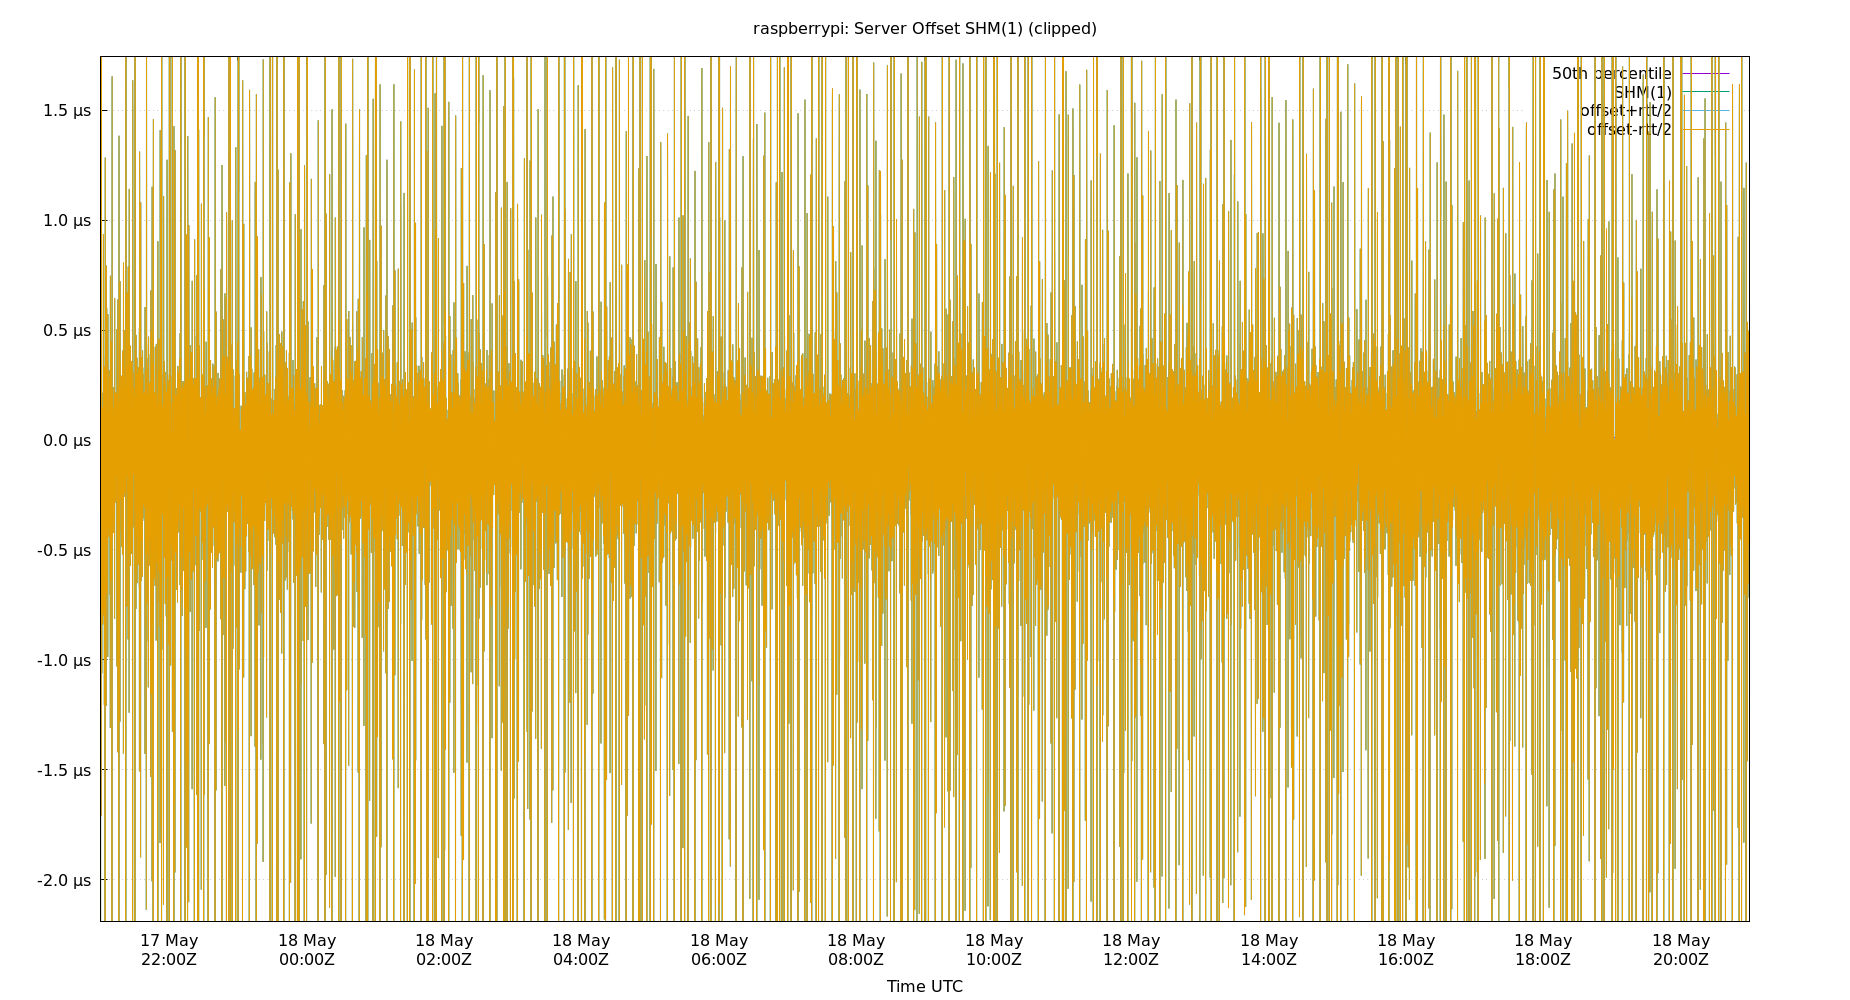 raspberrypi: Server Offset SHM(1) (clipped)
50th percentile
SHM(1)
offset+rtt/2
offset-rtt/2
1.5 µs
1.0 µs
0.5 µs
0.0 µs
-0.5 µs
-1.0 µs
-1.5 µs
-2.0 µs
17 May 18 May 18 May 18 May 18 May 18 May 18 May 18 May 18 May 18 May 18 May 18 May
22:00Z 00:00Z 02:00Z 04:00Z 06:00Z 08:00Z 10:00Z 12:00Z 14:00Z 16:00Z 18:00Z 20:00Z
Time UTC